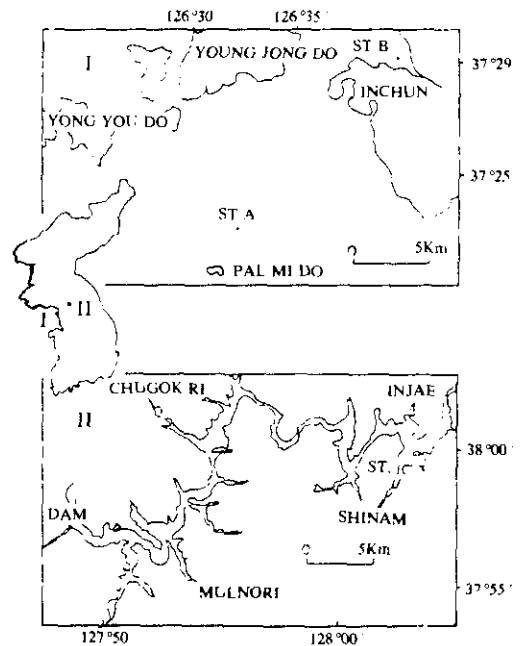 126°30 126°35
I
YOUNG JONG DO
ST B
37°29
INCHUN
YONG YOU DO
37°25
ST.A
5Km
PAL MI DO
I
II
CHUGOK RI
INJAE
II
38°00
ST.
DAM
SHINAM
5Km
MULNORI
37°55
127°50 128°00